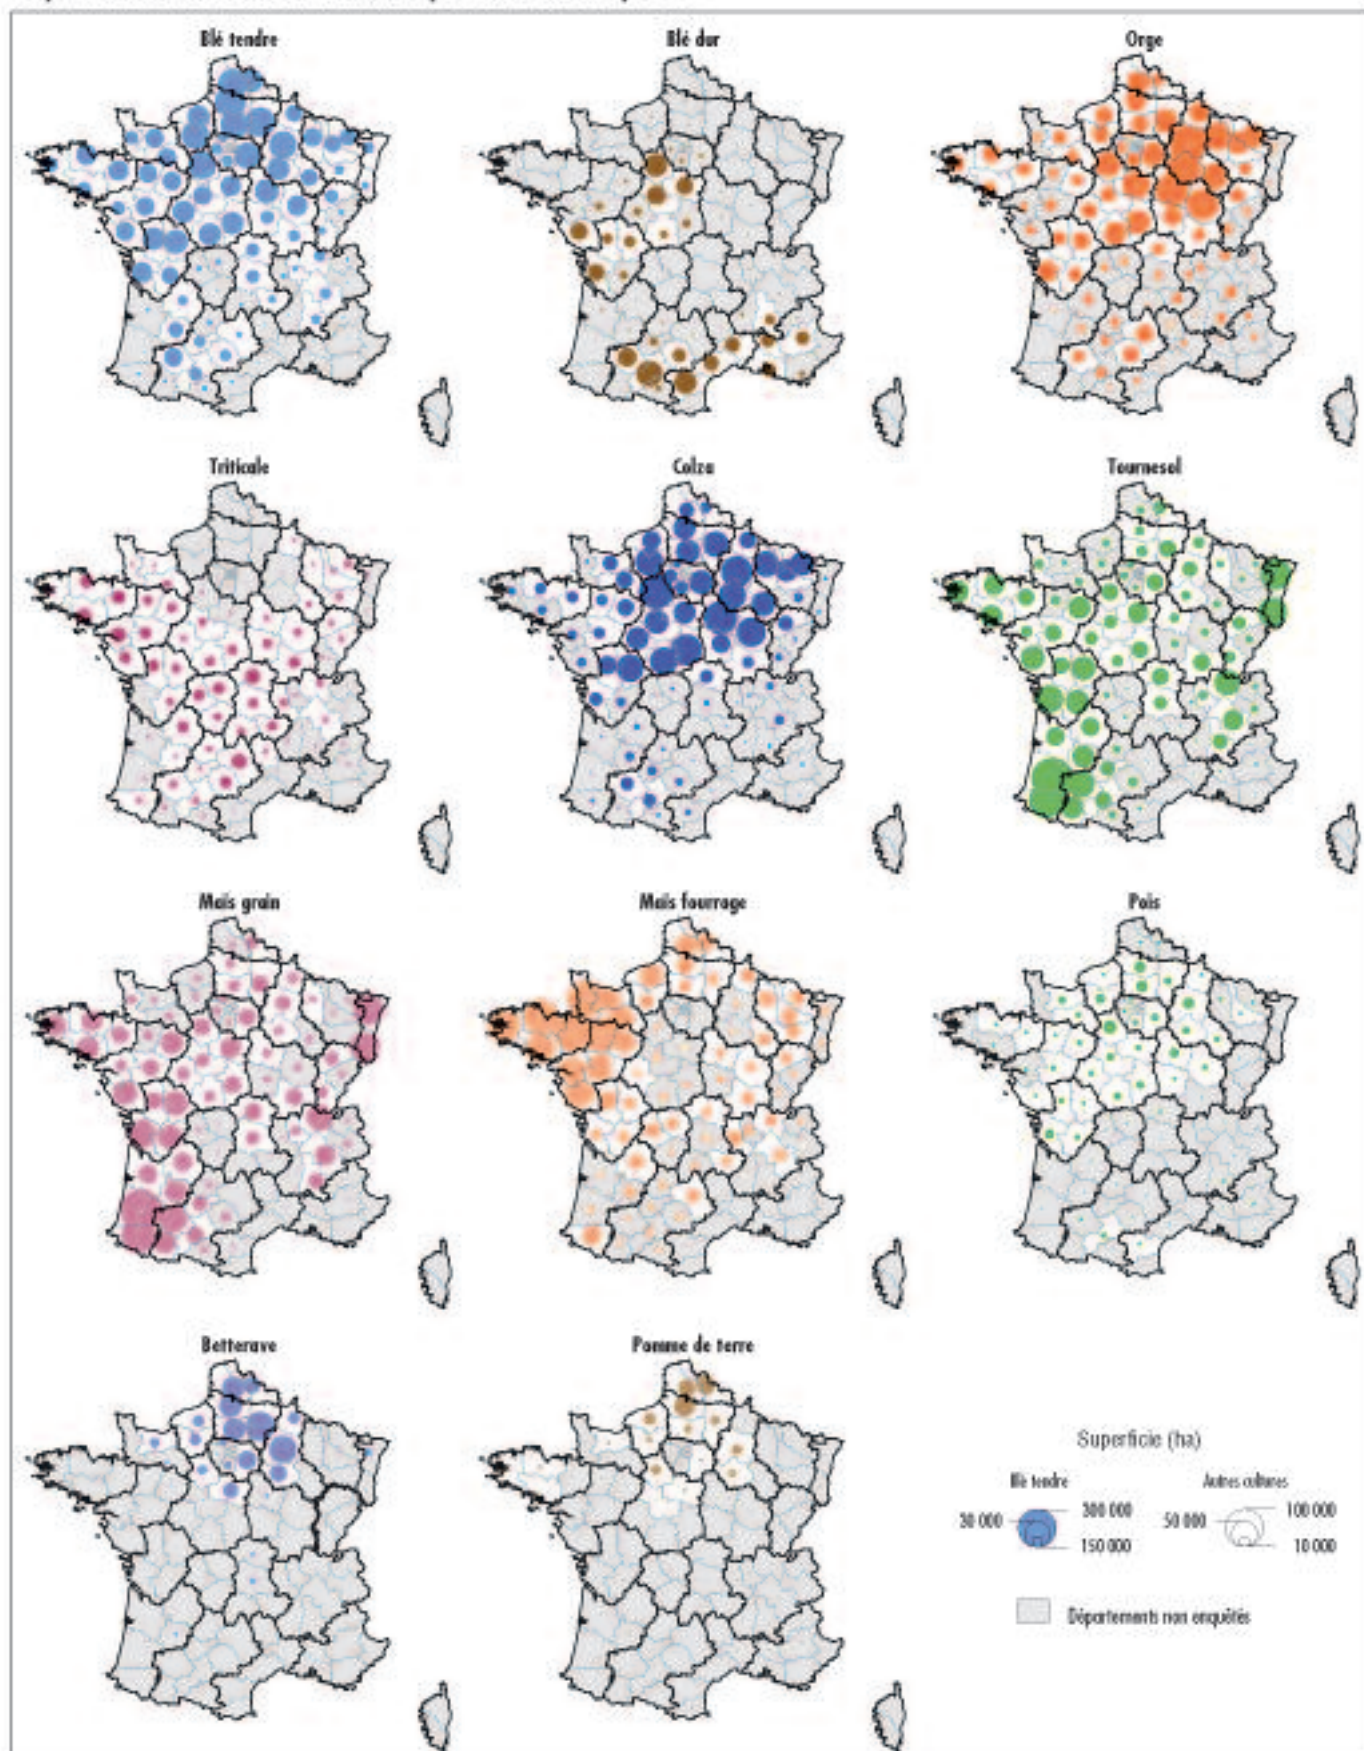 Blé tendre
Blé dur
Orge
Triticale
Colza
Tournesol
Maïs grain
Maïs fourrage
Pois
Betterave
Pomme de terre
Superficie (ha)
Blé tendre
Autres cultures
30 000
300 000
150 000
50 000
100 000
10 000
Départements non enquêtés